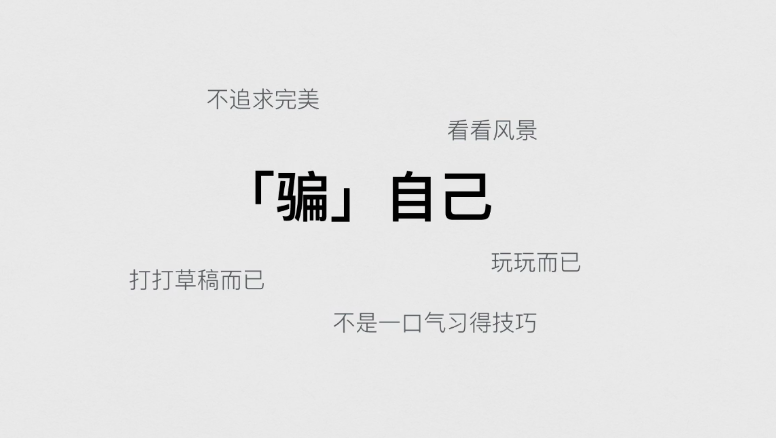 不追求完美
看看风景
「骗」自己
玩玩而已
打打草稿而已
不是一口气习得技巧